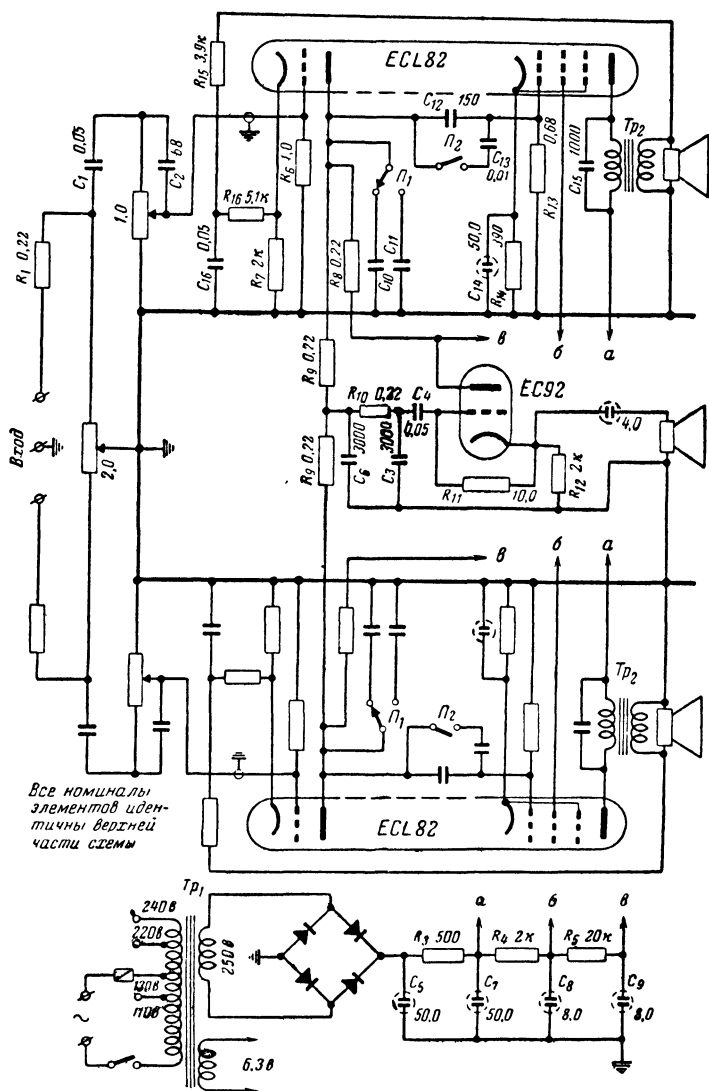 R15 3,9к
ECL82
C1 0,05
C2 68
C12 150
П2
C13
0,01
0,68
R13
C15 1000
Тр2
R1 0,22
1,0
R16 5,1к
R6 1,0
П1
C16 0,05
R7 2к
R8 0,22
C10
C11
C14 50,0
R14 390
в
б
а
Вход
2,0
R9 0,22
R10 0,22
C4
0,05
EC92
R9 0,22
C6 3000
C3 3000
R11
10,0
R12 2к
4,0
в
б
а
П1
П2
Тр2
ECL82
Все номиналы
элементов иден-
тичны верхней
части схемы
Тр1
240в
220в
110в
~
250в
6,3в
R3 500
а
R4 2к
б
R5 20к
в
C5
50,0
C7
50,0
C8
8,0
C9
8,0